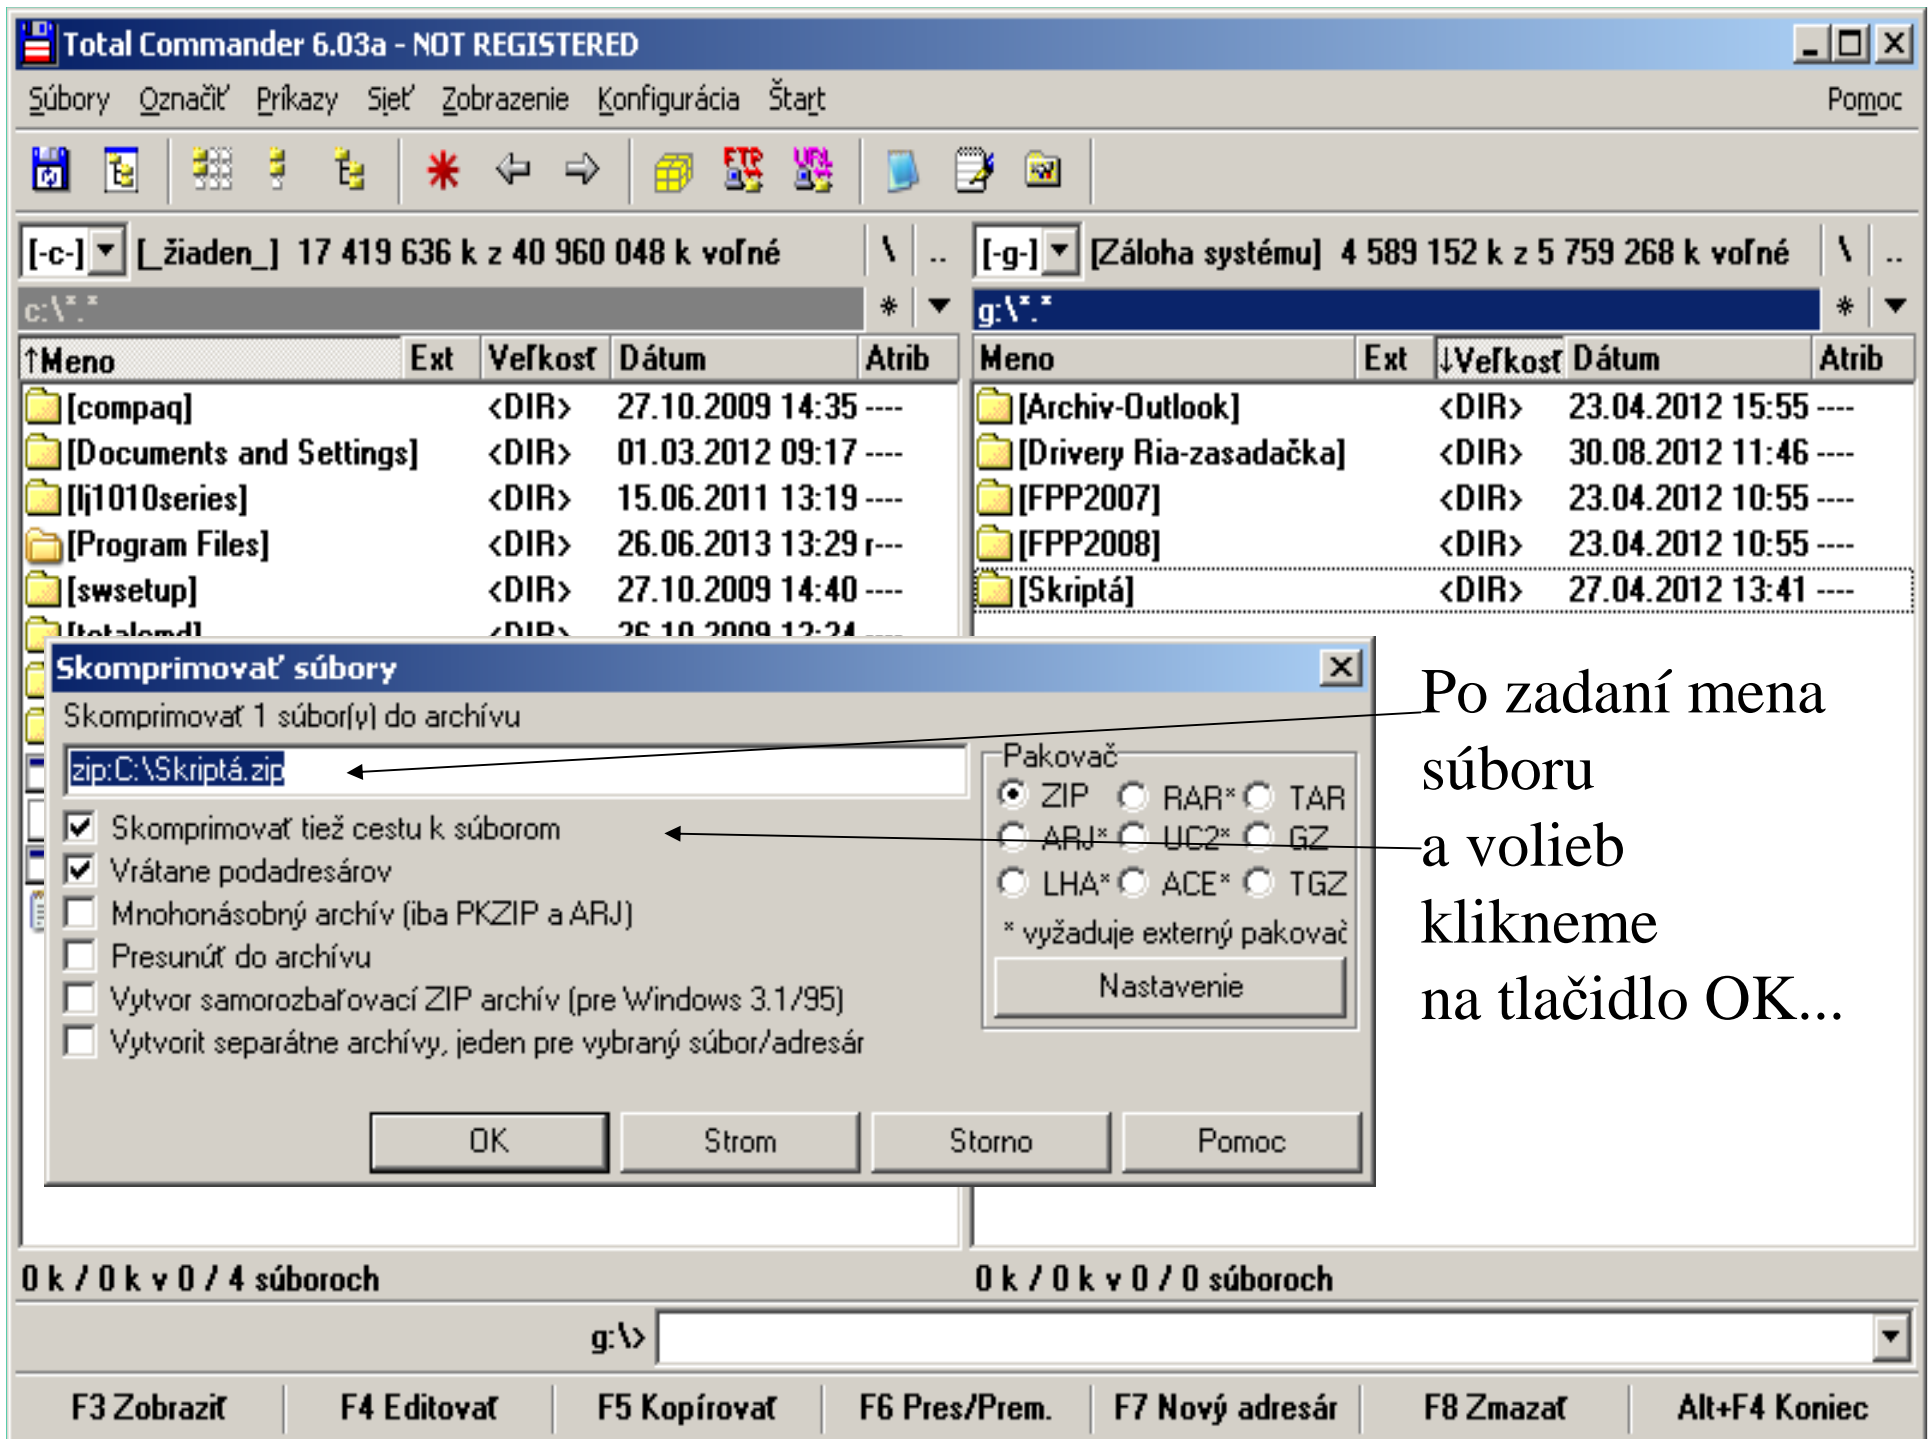 Total Commander 6.03a - NOT REGISTERED
Súbory Označiť Príkazy Sieť Zobrazenie Konfigurácia Štart Pomoc
FTP URL
[-c-] [_žiaden_] 17 419 636 k z 40 960 048 k voľné \ ..
[-g-] [Záloha systému] 4 589 152 k z 5 759 268 k voľné \ ..
c:\*.* *
g:\*.* *
↑Meno Ext Veľkosť Dátum Atrib
Meno Ext ↓Veľkosť Dátum Atrib
[compaq] <DIR> 27.10.2009 14:35 ----
[Documents and Settings] <DIR> 01.03.2012 09:17 ----
[lj1010series] <DIR> 15.06.2011 13:19 ----
[Program Files] <DIR> 26.06.2013 13:29 r---
[swsetup] <DIR> 27.10.2009 14:40 ----
[totalcmd] <DIR> 26.10.2009 12:24 ----
[Archiv-Outlook] <DIR> 23.04.2012 15:55 ----
[Drivery Ria-zasadačka] <DIR> 30.08.2012 11:46 ----
[FPP2007] <DIR> 23.04.2012 10:55 ----
[FPP2008] <DIR> 23.04.2012 10:55 ----
[Skriptá] <DIR> 27.04.2012 13:41 ----
Skomprimovať súbory
Skomprimovať 1 súbor(y) do archívu
zip:C:\Skriptá.zip
Skomprimovať tiež cestu k súborom
Vrátane podadresárov
Mnohonásobný archív (iba PKZIP a ARJ)
Presunúť do archívu
Vytvor samorozbaľovací ZIP archív (pre Windows 3.1/95)
Vytvorit separátne archívy, jeden pre vybraný súbor/adresár
Pakovač
ZIP RAR* TAR
ARJ* UC2* GZ
LHA* ACE* TGZ
* vyžaduje externý pakovač
Nastavenie
OK Strom Storno Pomoc
Po zadaní mena
súboru
a volieb
klikneme
na tlačidlo OK...
0 k / 0 k v 0 / 4 súboroch
0 k / 0 k v 0 / 0 súboroch
g:\>
F3 Zobraziť F4 Editovať F5 Kopírovať F6 Pres/Prem. F7 Nový adresár F8 Zmazať Alt+F4 Koniec